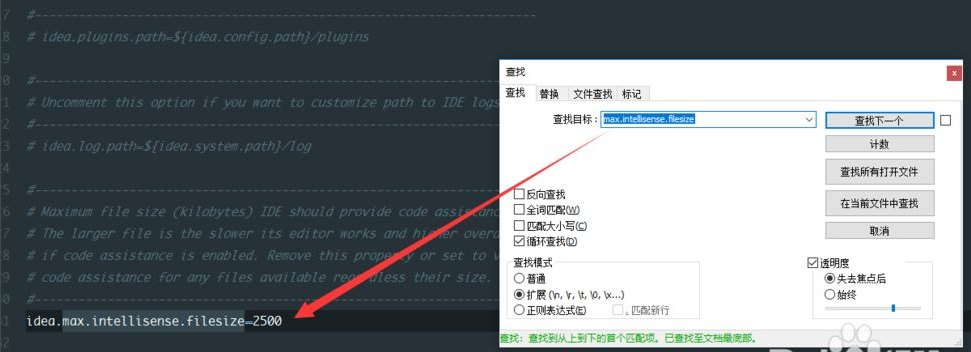 7 #---------------------------------------------------------------------
8 # idea.plugins.path=${idea.config.path}/plugins
9
0 #---------------------------------------------------------------------
1 # Uncomment this option if you want to customize path to IDE logs
2 #---------------------------------------------------------------------
3 # idea.log.path=${idea.system.path}/log
4
5 #---------------------------------------------------------------------
6 # Maximum file size (kilobytes) IDE should provide code assistanc
7 # The larger file is the slower its editor works and higher overa
8 # if code assistance is enabled. Remove this property or set to v
9 # code assistance for any files available regardless their size.
0 #---------------------------------------------------------------------
1 idea.max.intellisense.filesize=2500
2
查找
x
查找 替换 文件查找 标记
查找目标: max.intellisense.filesize
查找下一个
计数
查找所有打开文件
在当前文件中查找
取消
反向查找
全词匹配(W)
匹配大小写(C)
循环查找(D)
查找模式
普通
扩展 (\n, \r, \t, \0, \x...)
正则表达式(E)
. 匹配新行
透明度
失去焦点后
始终
查找: 查找到从上到下的首个匹配项。已查找至文档最底部。